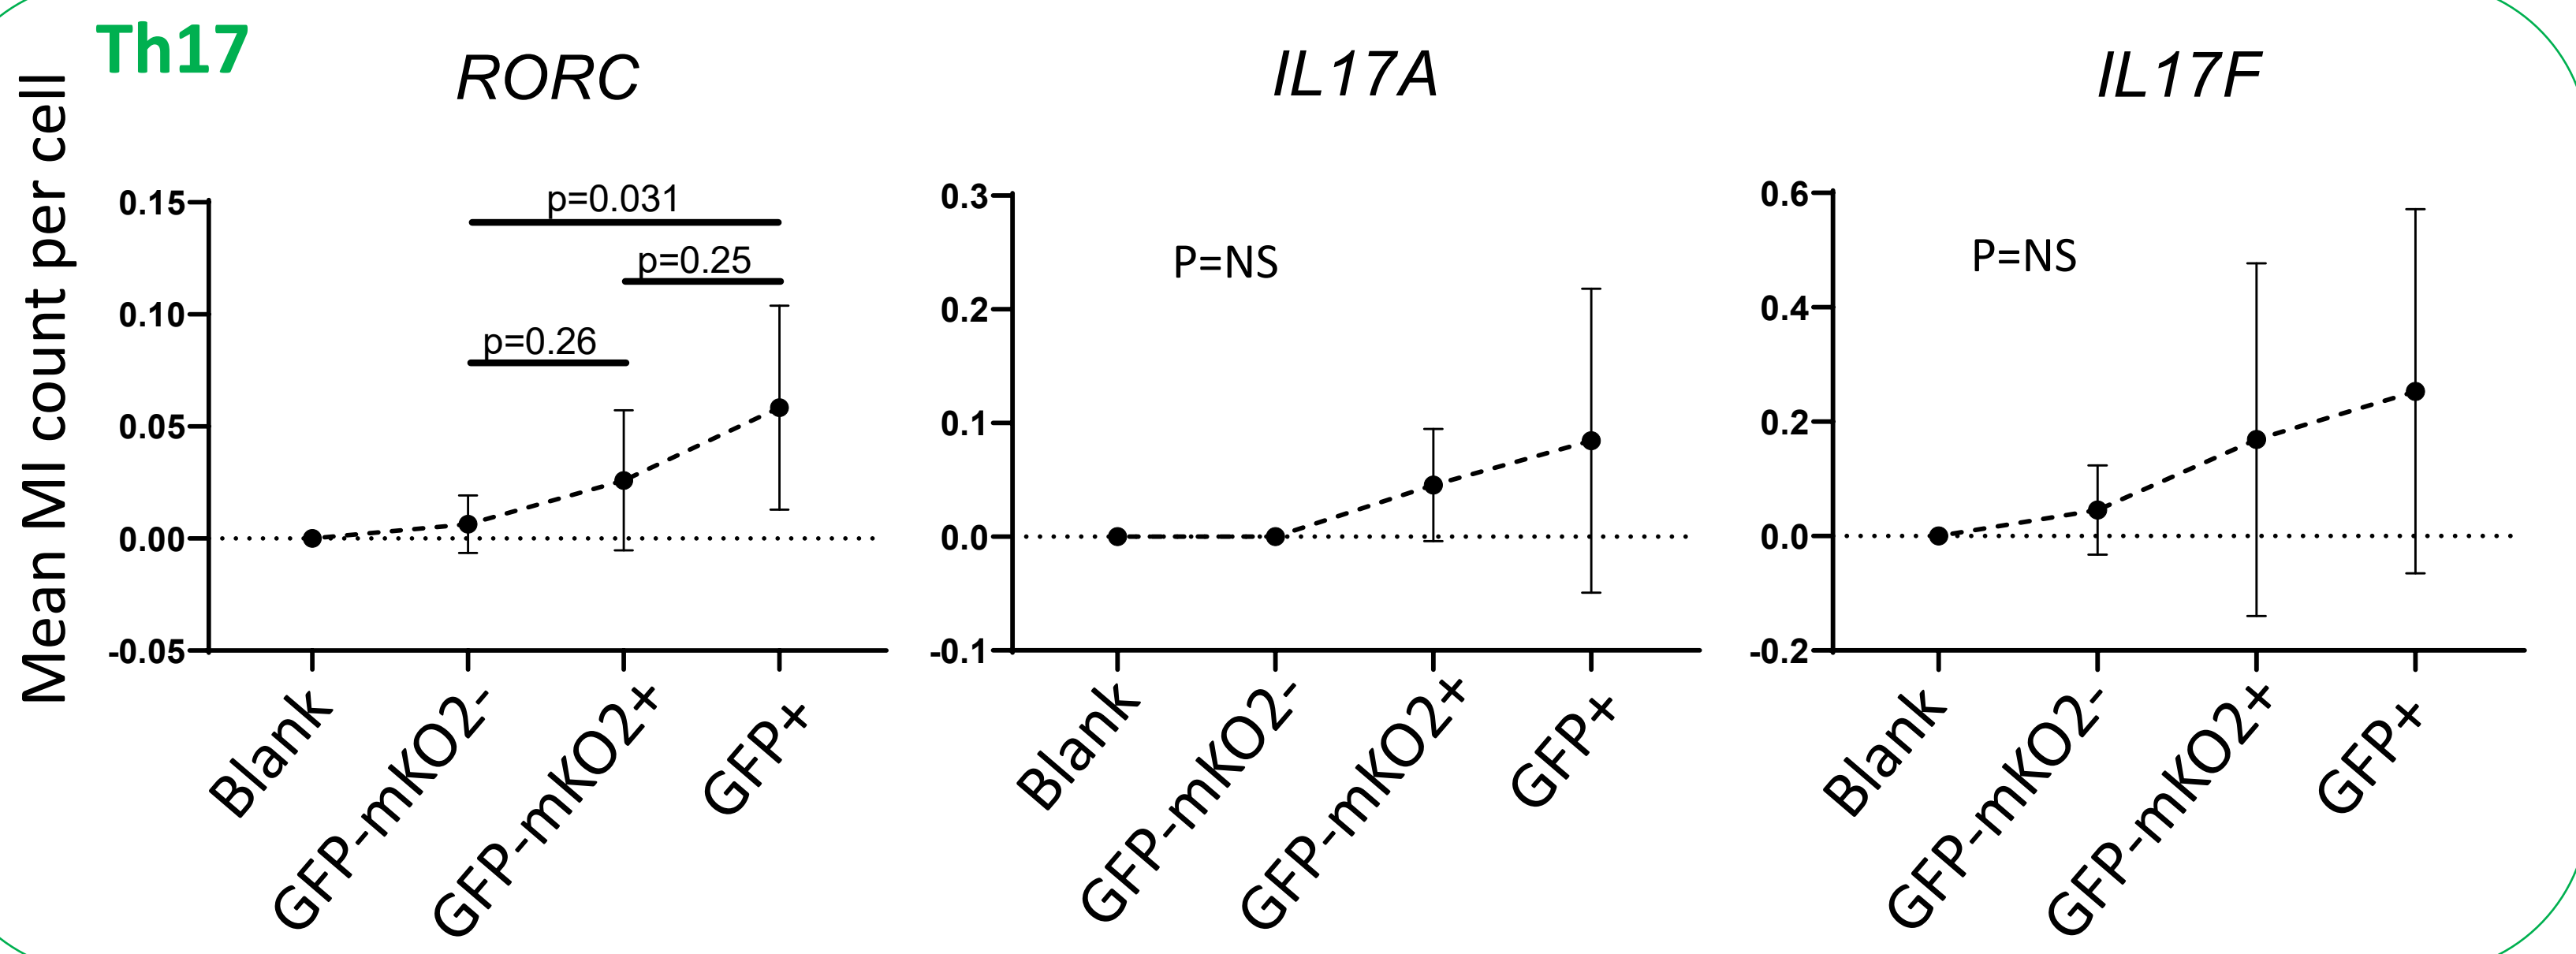 Th17
Mean MI count per cell
RORC
p=0.031
p=0.25
p=0.26
0.15
0.10
0.05
0.00
-0.05
Blank
GFP-mKO2-
GFP-mKO2+
GFP+
IL17A
P=NS
0.3
0.2
0.1
0.0
-0.1
Blank
GFP-mKO2-
GFP-mKO2+
GFP+
IL17F
P=NS
0.6
0.4
0.2
0.0
-0.2
Blank
GFP-mKO2-
GFP-mKO2+
GFP+